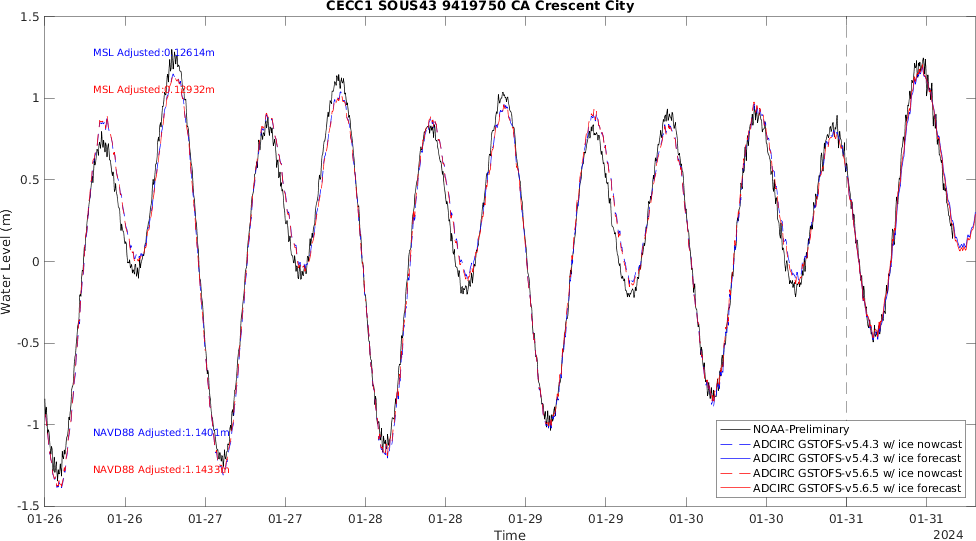 CECC1 SOUS43 9419750 CA Crescent City
1.5
1
0.5
0
-0.5
-1
-1.5
Water Level (m)
MSL Adjusted:0.12614m
MSL Adjusted:0.12932m
NAVD88 Adjusted:1.1401m
NAVD88 Adjusted:1.1433m
NOAA-Preliminary
ADCIRC GSTOFS-v5.4.3 w/ ice nowcast
ADCIRC GSTOFS-v5.4.3 w/ ice forecast
ADCIRC GSTOFS-v5.6.5 w/ ice nowcast
ADCIRC GSTOFS-v5.6.5 w/ ice forecast
01-26 01-26 01-27 01-27 01-28 01-28 01-29 01-29 01-30 01-30 01-31 01-31
Time
2024